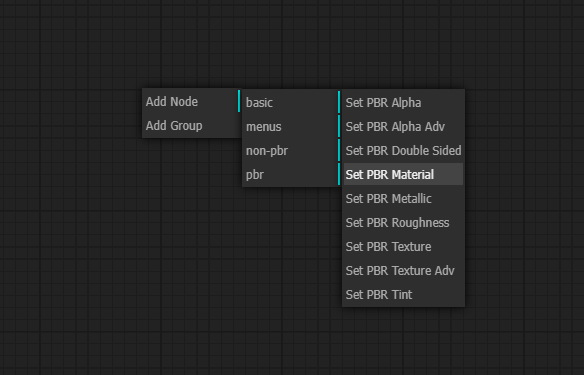 Add Node
Add Group
basic
menus
non-pbr
pbr
Set PBR Alpha
Set PBR Alpha Adv
Set PBR Double Sided
Set PBR Material
Set PBR Metallic
Set PBR Roughness
Set PBR Texture
Set PBR Texture Adv
Set PBR Tint